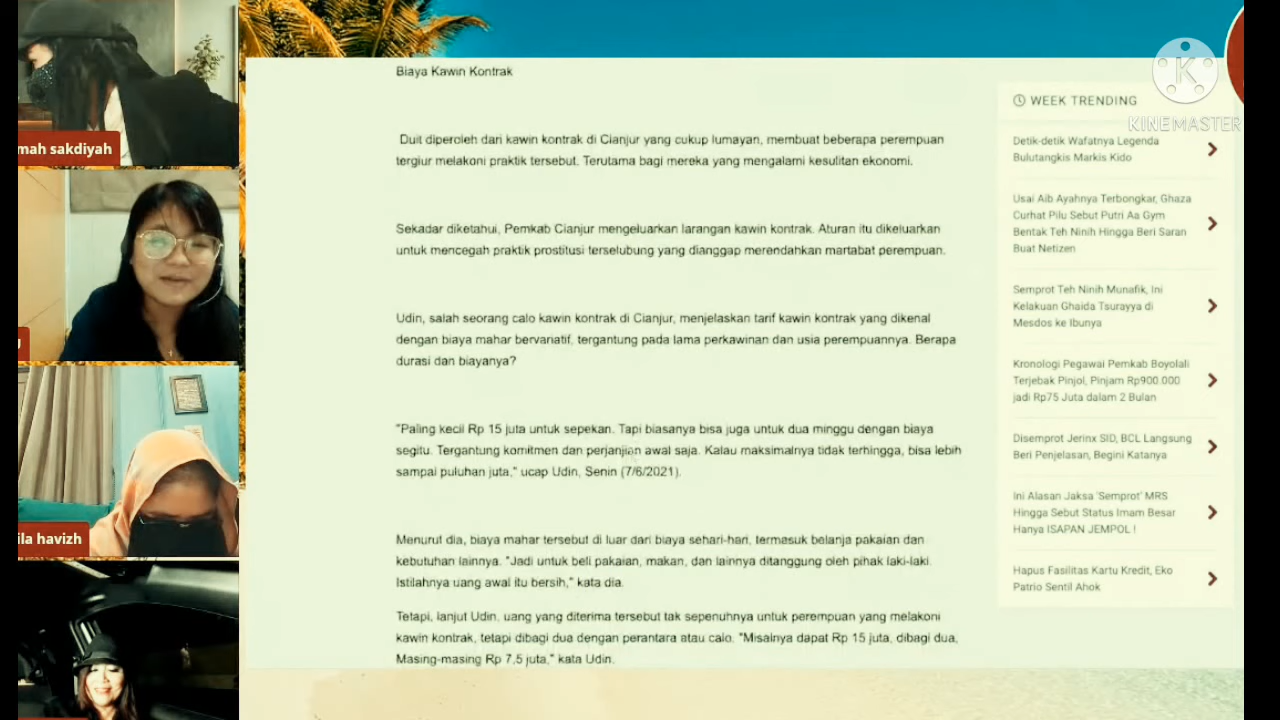 mah sakdiyah
ila havizh
Biaya Kawin Kontrak
Duit diperoleh dari kawin kontrak di Cianjur yang cukup lumayan, membuat beberapa perempuan
tergiur melakoni praktik tersebut. Terutama bagi mereka yang mengalami kesulitan ekonomi.
Sekadar diketahui, Pemkab Cianjur mengeluarkan larangan kawin kontrak. Aturan itu dikeluarkan
untuk mencegah praktik prostitusi terselubung yang dianggap merendahkan martabat perempuan.
Udin, salah seorang calo kawin kontrak di Cianjur, menjelaskan tarif kawin kontrak yang dikenal
dengan biaya mahar bervariatif, tergantung pada lama perkawinan dan usia perempuannya. Berapa
durasi dan biayanya?
"Paling kecil Rp 15 juta untuk sepekan. Tapi biasanya bisa juga untuk dua minggu dengan biaya
segitu. Tergantung komitmen dan perjanjian awal saja. Kalau maksimalnya tidak terhingga, bisa lebih
sampai puluhan juta," ucap Udin, Senin (7/6/2021).
Menurut dia, biaya mahar tersebut di luar dari biaya sehari-hari, termasuk belanja pakaian dan
kebutuhan lainnya. "Jadi untuk beli pakaian, makan, dan lainnya ditanggung oleh pihak laki-laki.
Istilahnya uang awal itu bersih," kata dia.
Tetapi, lanjut Udin, uang yang diterima tersebut tak sepenuhnya untuk perempuan yang melakoni
kawin kontrak, tetapi dibagi dua dengan perantara atau calo. "Misalnya dapat Rp 15 juta, dibagi dua,
Masing-masing Rp 7,5 juta," kata Udin.
WEEK TRENDING
K
KINEMASTER
Detik-detik Wafatnya Legenda
Bulutangkis Markis Kido
Usai Aib Ayahnya Terbongkar, Ghaza
Curhat Pilu Sebut Putri Aa Gym
Bentak Teh Ninih Hingga Beri Saran
Buat Netizen
Semprot Teh Ninih Munafik, Ini
Kelakuan Ghaida Tsurayya di
Mesdos ke Ibunya
Kronologi Pegawai Pemkab Boyolali
Terjebak Pinjol, Pinjam Rp900.000
jadi Rp75 Juta dalam 2 Bulan
Disemprot Jerinx SID, BCL Langsung
Beri Penjelasan, Begini Katanya
Ini Alasan Jaksa 'Semprot' MRS
Hingga Sebut Status Imam Besar
Hanya ISAPAN JEMPOL !
Hapus Fasilitas Kartu Kredit, Eko
Patrio Sentil Ahok